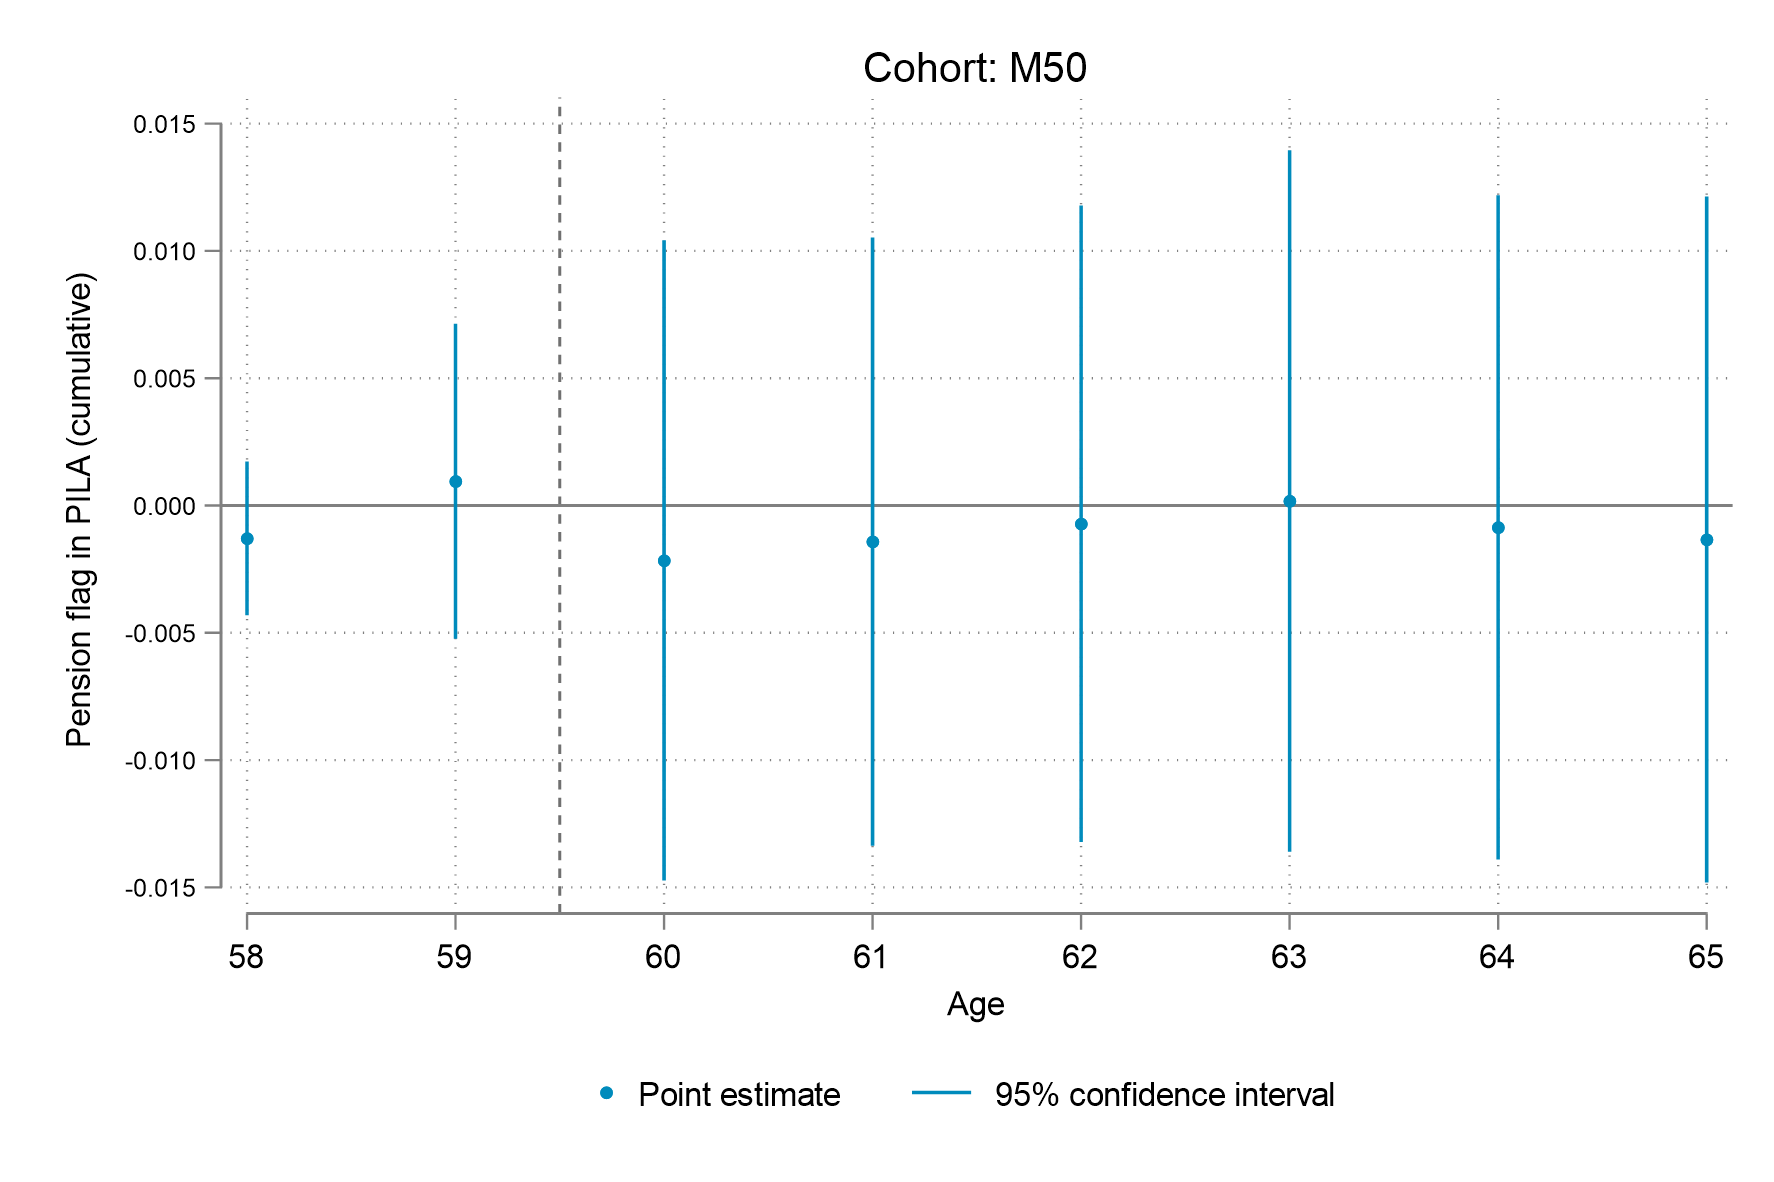 Cohort: M50
Pension flag in PILA (cumulative)
0.015
0.010
0.005
0.000
-0.005
-0.010
-0.015
58 59 60 61 62 63 64 65
Age
Point estimate 95% confidence interval